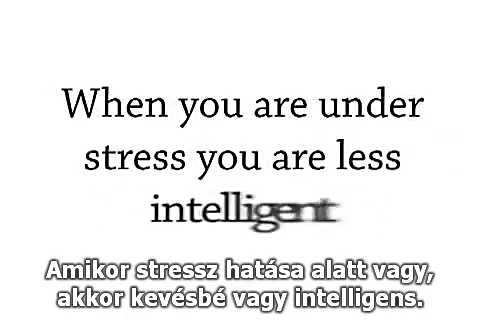 When you are under
stress you are less
intelligent
Amikor stressz hatása alatt vagy,
akkor kevésbé vagy intelligens.